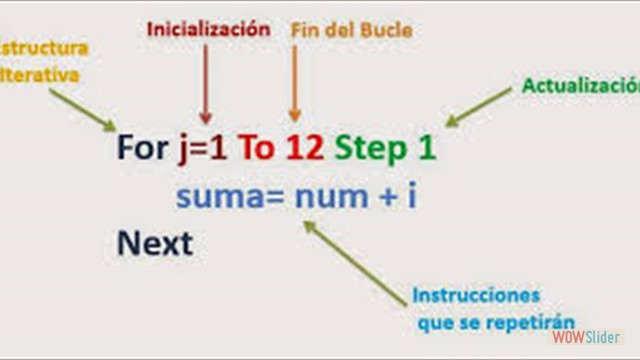 Inicialización
Fin del Bucle
structura
Iterativa
Actualización
For j=1 To 12 Step 1
suma= num + i
Next
Instrucciones
que se repetirán
WOWSlider